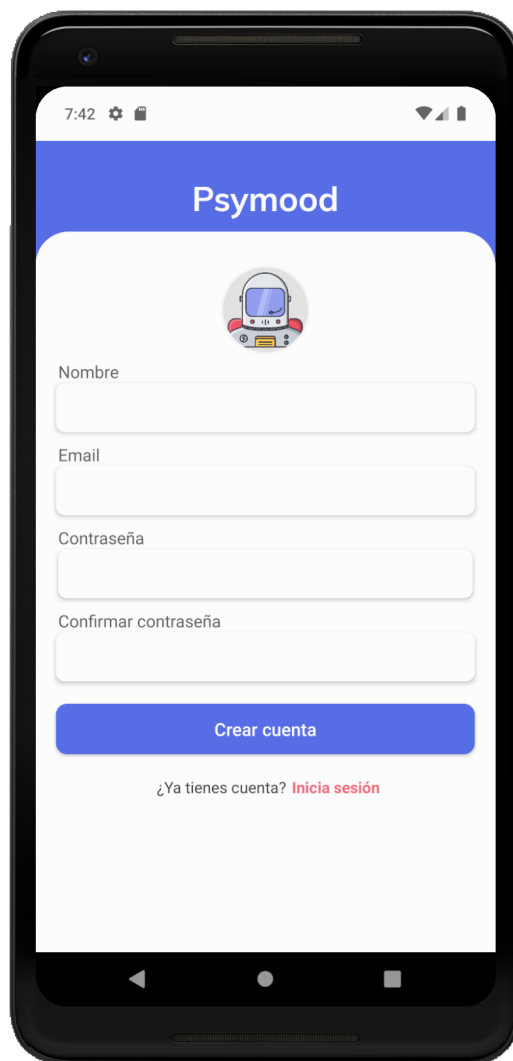 7:42
Psymood
Nombre
Email
Contraseña
Confirmar contraseña
Crear cuenta
¿Ya tienes cuenta? Inicia sesión